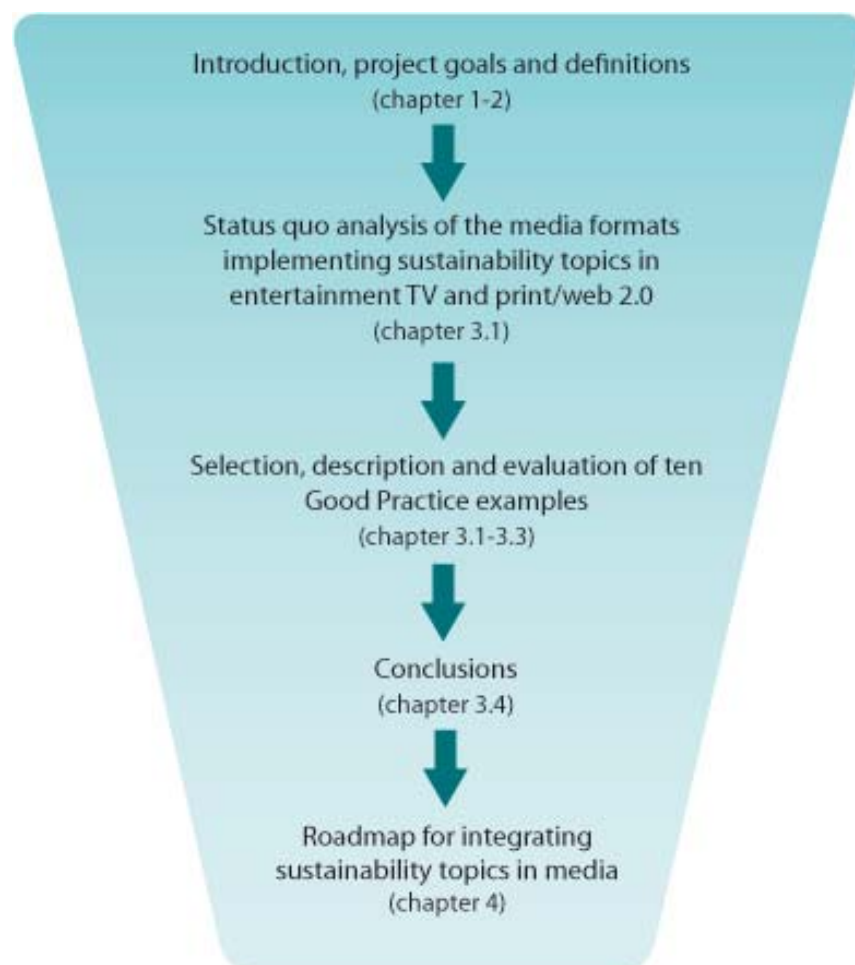 Introduction, project goals and definitions
(chapter 1-2)
Status quo analysis of the media formats
implementing sustainability topics in
entertainment TV and print/web 2.0
(chapter 3.1)
Selection, description and evaluation of ten
Good Practice examples
(chapter 3.1-3.3)
Conclusions
(chapter 3.4)
Roadmap for integrating
sustainability topics in media
(chapter 4)